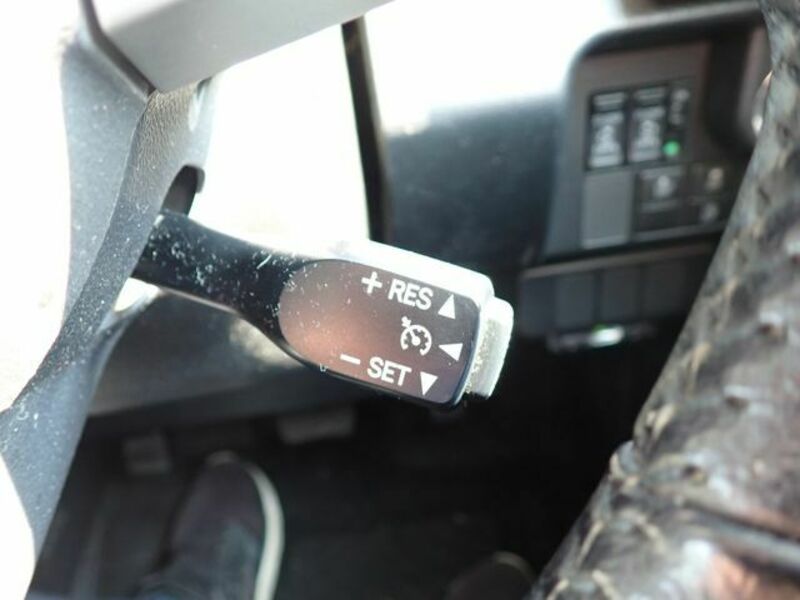 + RES
- SET